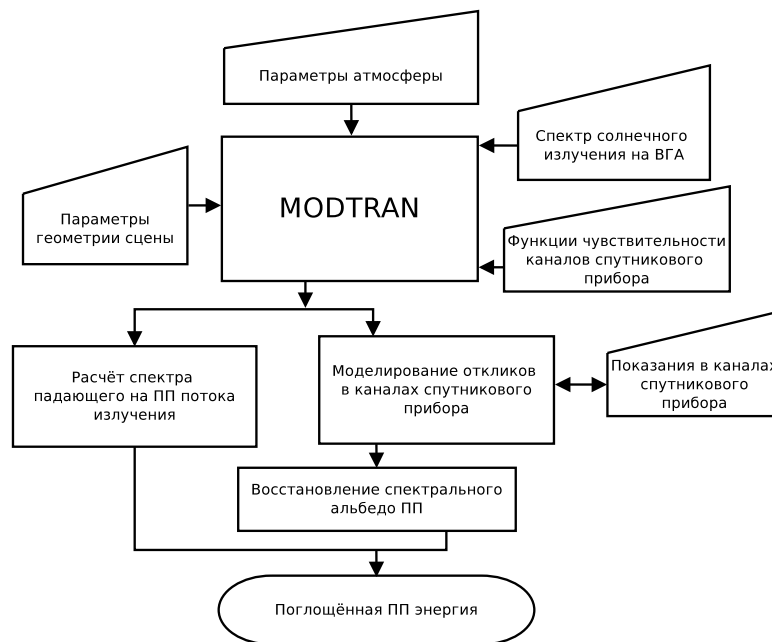 Параметры атмосферы
Спектр солнечного
излучения на ВГА
MODTRAN
Параметры
геометрии сцены
Функции чувствительности
каналов спутникового
прибора
Расчёт спектра
падающего на ПП потока
излучения
Моделирование откликов
в каналах спутникового
прибора
Показания в каналах
спутникового
прибора
Восстановление спектрального
альбедо ПП
Поглощённая ПП энергия